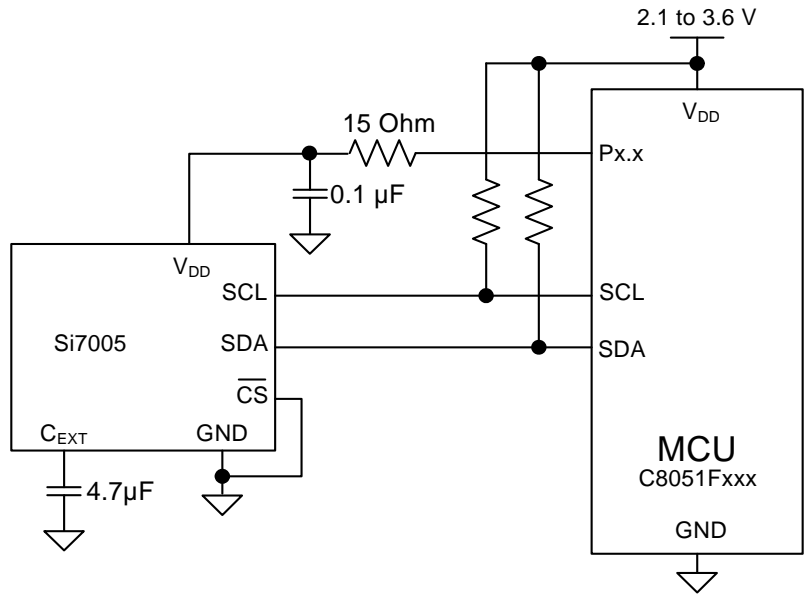 2.1 to 3.6 V
VDD
15 Ohm
Px.x
0.1 µF
VDD
SCL
SCL
Si7005
SDA
SDA
CS
CEXT
GND
MCU
C8051Fxxx
4.7µF
GND